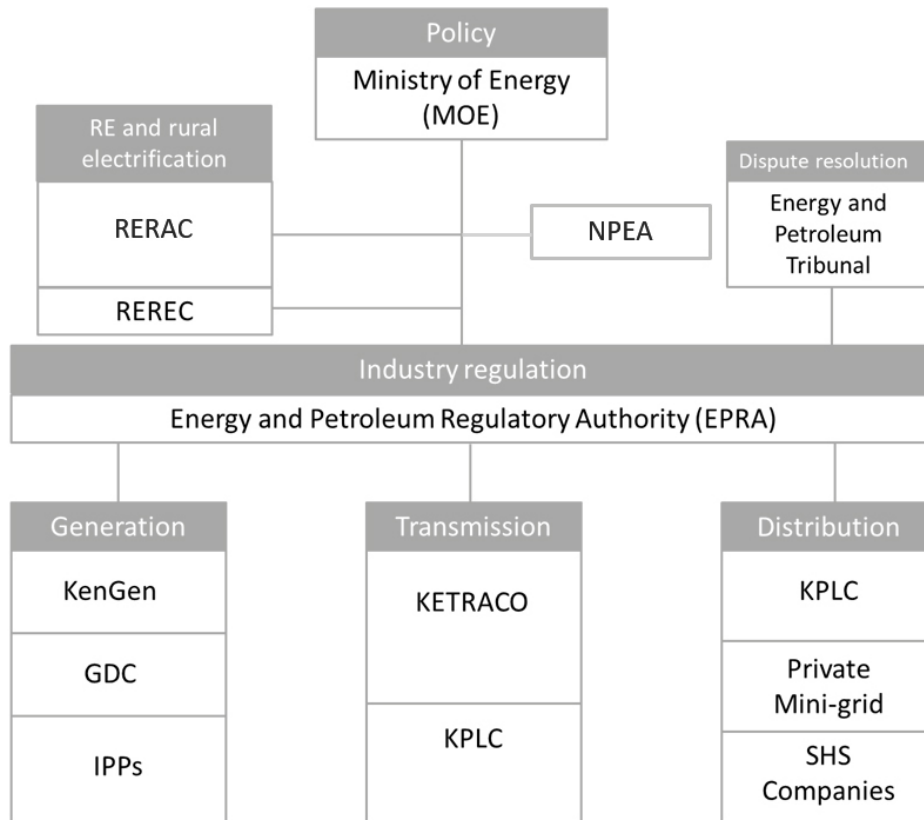 Policy
Ministry of Energy
(MOE)
RE and rural
electrification
RERAC
REREC
NPEA
Dispute resolution
Energy and
Petroleum
Tribunal
Industry regulation
Energy and Petroleum Regulatory Authority (EPRA)
Generation
KenGen
GDC
IPPs
Transmission
KETRACO
KPLC
Distribution
KPLC
Private
Mini-grid
SHS
Companies